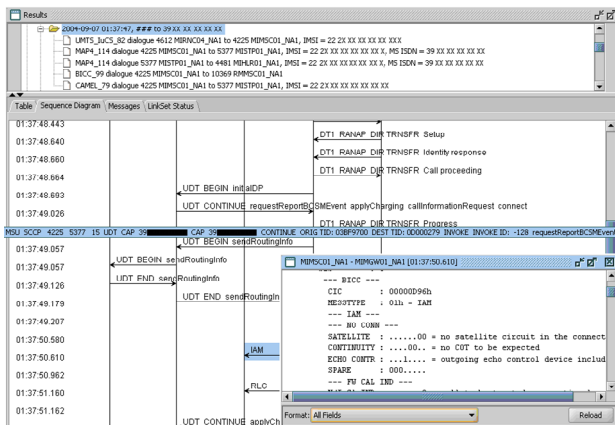 Results
2004-09-07 01:37:47, ### to 39 XX XX XX XX XX
UMTS_IuCS_82 dialogue 4612 MIRNC04_NA1 to 4225 MIMSC01_NA1, IMSI = 22 2X XX XX XX XX XXX
MAP4_114 dialogue 4225 MIMSC01_NA1 to 5377 MISTP01_NA1, IMSI = 22 2X XX XX XX XX X, MS ISDN = 39 XX XX XX XX XX
MAP4_114 dialogue 5377 MISTP01_NA1 to 4481 MIHLR01_NA1, IMSI = 22 2X XX XX XX XX X, MS ISDN = 39 XX XX XX XX XX
BICC_99 dialogue 4225 MIMSC01_NA1 to 10369 RMMSC01_NA1
CAMEL_79 dialogue 4225 MIMSC01_NA1 to 5377 MISTP01_NA1, IMSI = 22 2X XX XX XX XX X
Table Sequence Diagram Messages LinkSet Status
01:37:48.443
DT1 RANAP DIR TRNSFR Setup
01:37:48.640
DT1 RANAP DIR TRNSFR Identity response
01:37:48.660
DT1 RANAP DIR TRNSFR Call proceeding
01:37:48.664
UDT BEGIN initialDP
01:37:48.693
UDT CONTINUE requestReportBCSMEvent applyCharging callInformationRequest connect
01:37:49.026
DT1 RANAP DIR TRNSFR Progress
MSU SCCP 4225 5377 15 UDT CAP 39 CAP 39 CONTINUE ORIG TID: 03BF9700 DEST TID: 0D000279 INVOKE INVOKE ID: -128 requestReportBCSMEvent
UDT BEGIN sendRoutingInfo
01:37:49.057
UDT BEGIN sendRoutingInfo
01:37:49.057
UDT END sendRoutingInfo
01:37:49.126
UDT END sendRoutingIn
01:37:49.179
01:37:49.207
01:37:50.580
IAM
01:37:50.610
01:37:50.962
RLC
01:37:51.160
01:37:51.162
UDT CONTINUE applyCh
MIMSC01_NA1 - MIMGW01_NA1 [01:37:50.610]
--- BICC ---
CIC : 00000D96h
MESSTYPE : 01h - IAM
--- IAM ---
--- NO CONN ---
SATELLITE : ......00 = no satellite circuit in the connect
CONTINUITY : ....00.. = no COT to be expected
ECHO CONTR : ...1.... = outgoing echo control device includ
SPARE : 000.....
--- FW CAL IND ---
Format: All Fields
Reload